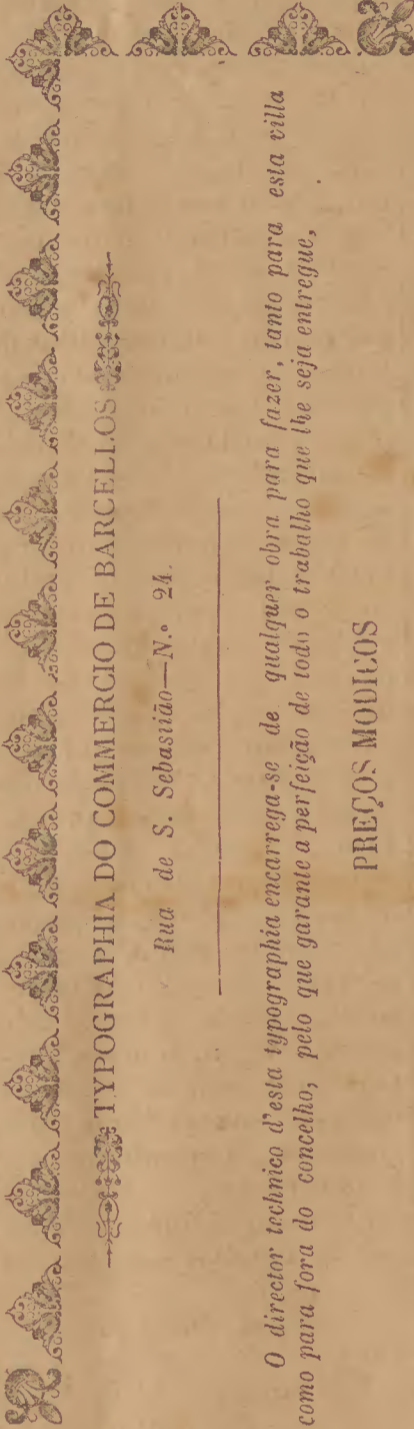 TYPOGRAPHIA DO COMMERCIO DE BARCELLOS
Rua de S. Sebastião—N.º 24.
O director technico d'esta typographia encarrega-se de qualquer obra para fazer, tanto para esta villa
como para fora do concelho, pelo que garante a perfeição de todo o trabalho que lhe seja entregue,
PREÇOS MODICOS